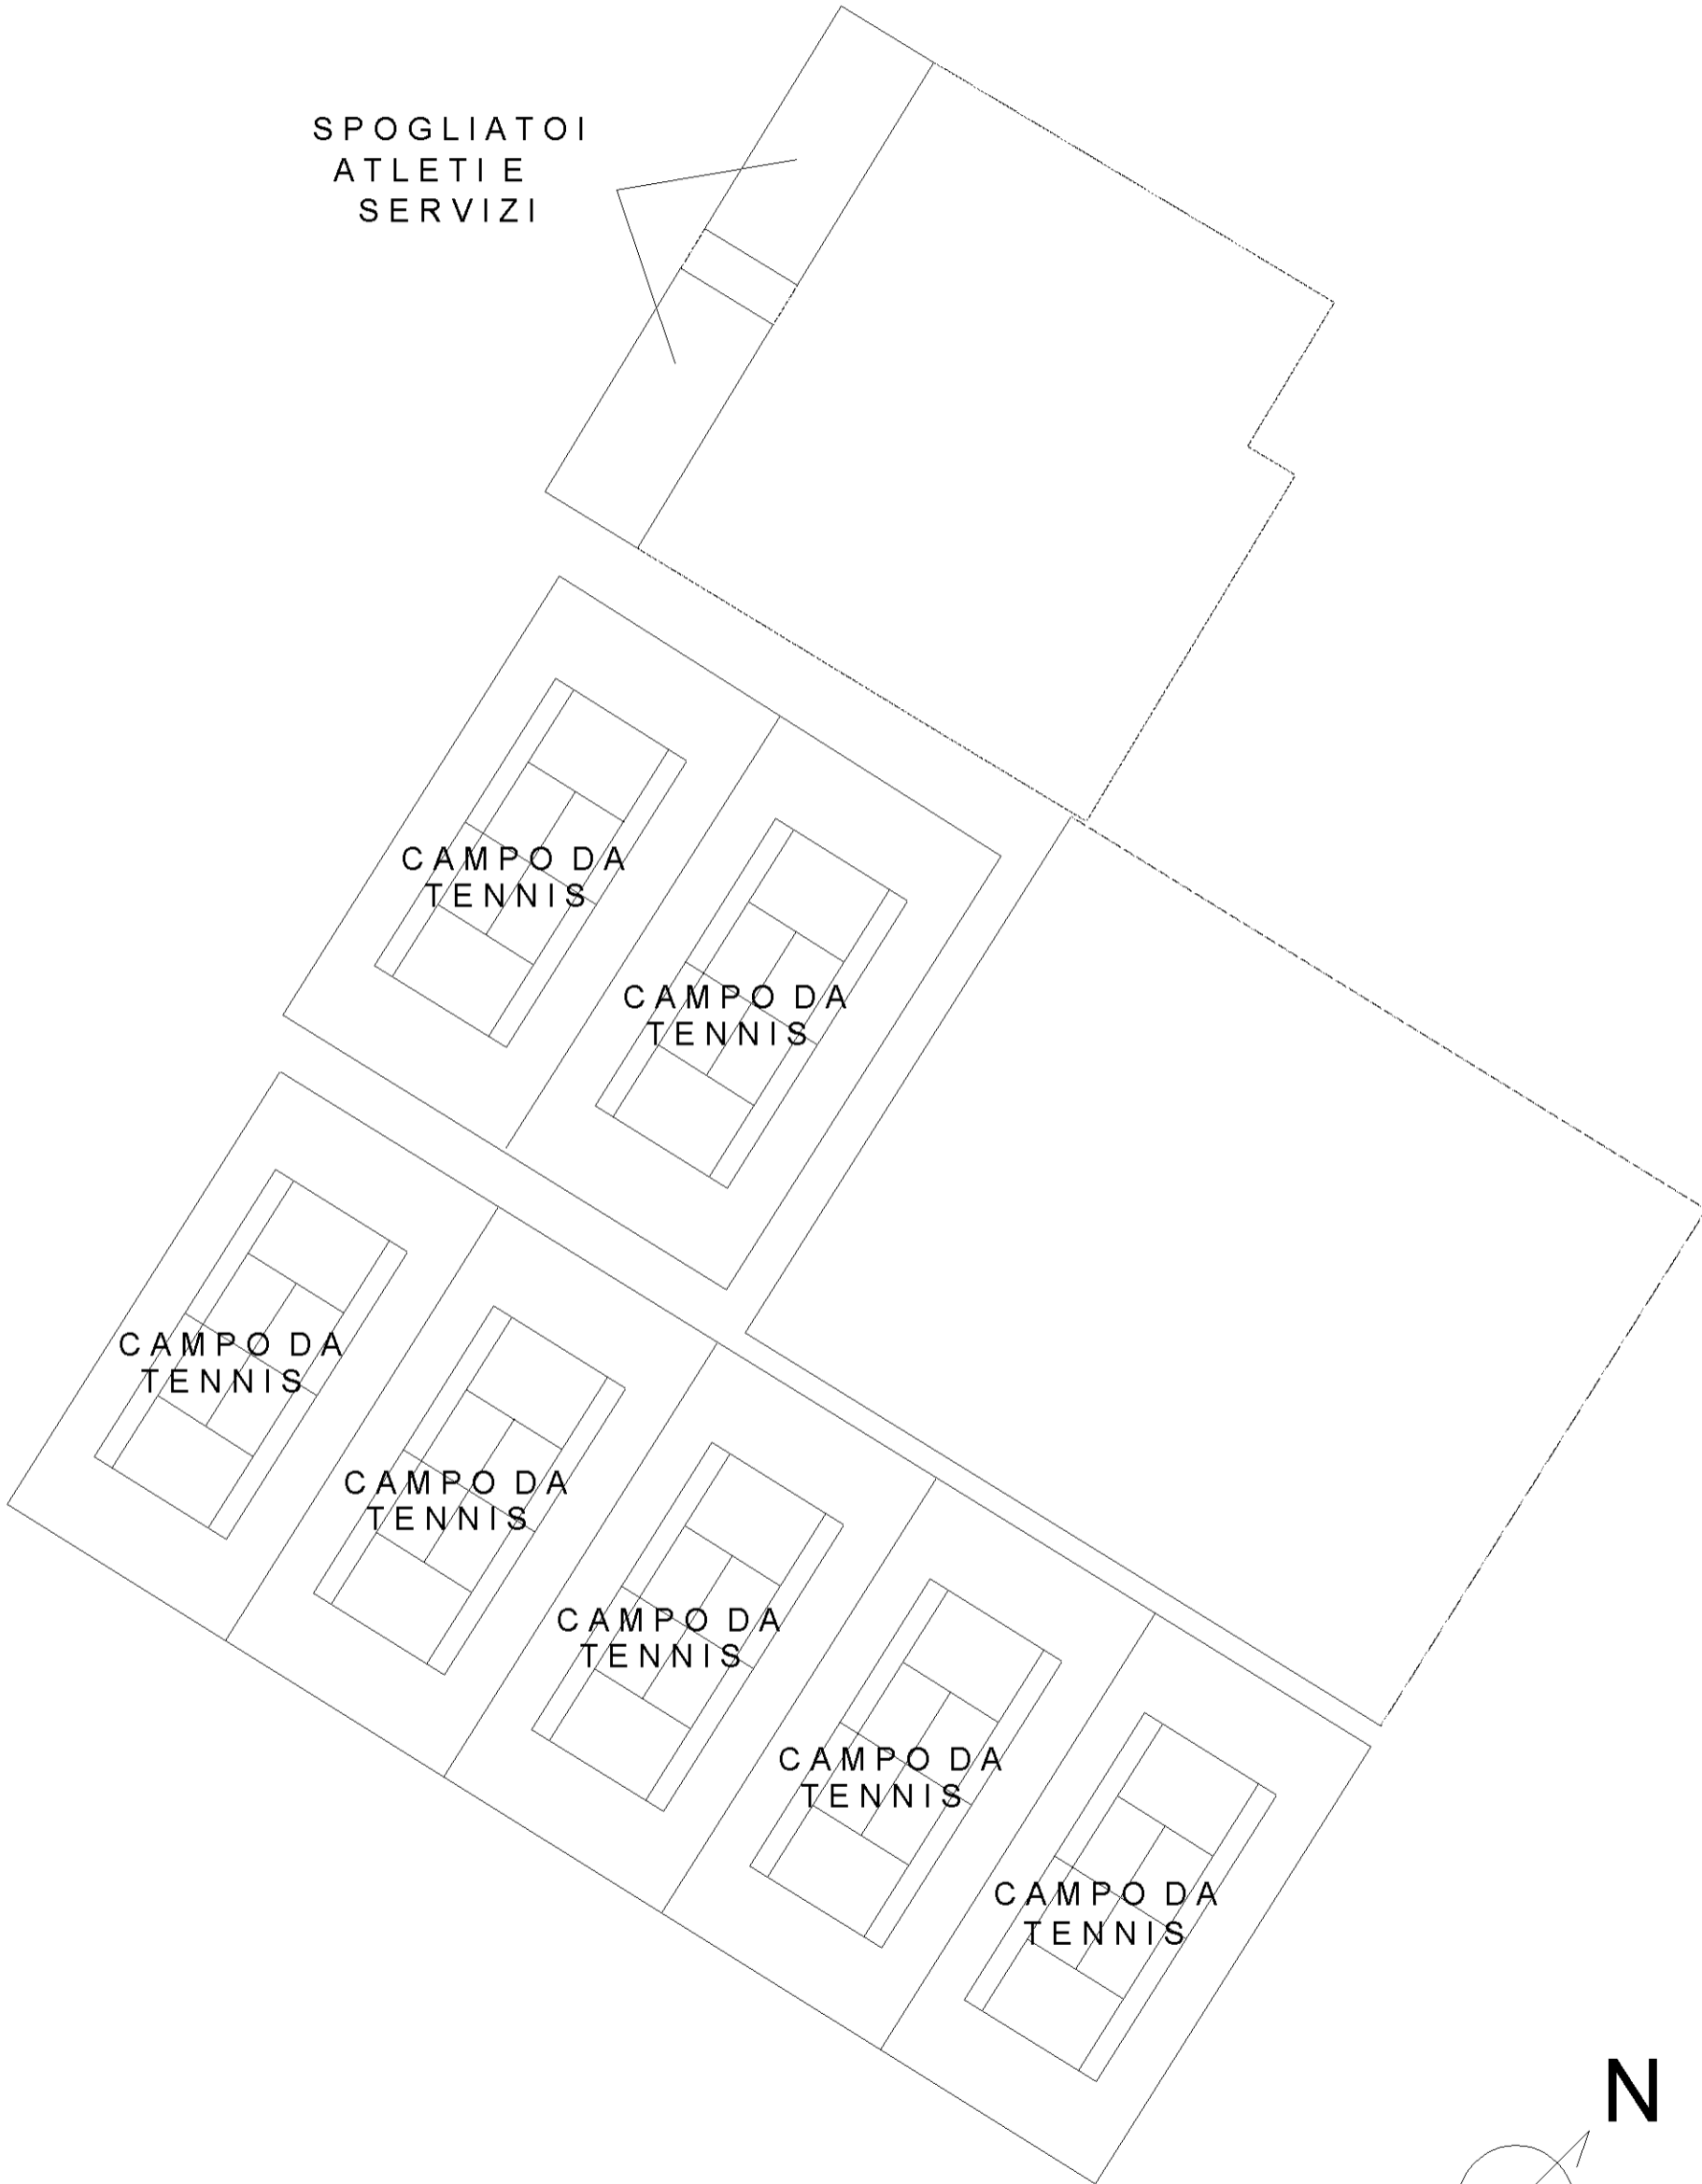 SPOGLIATOI
ATLETI E
SERVIZI
CAMPO DA
TENNIS
CAMPO DA
TENNIS
CAMPO DA
TENNIS
CAMPO DA
TENNIS
CAMPO DA
TENNIS
CAMPO DA
TENNIS
CAMPO DA
TENNIS
N